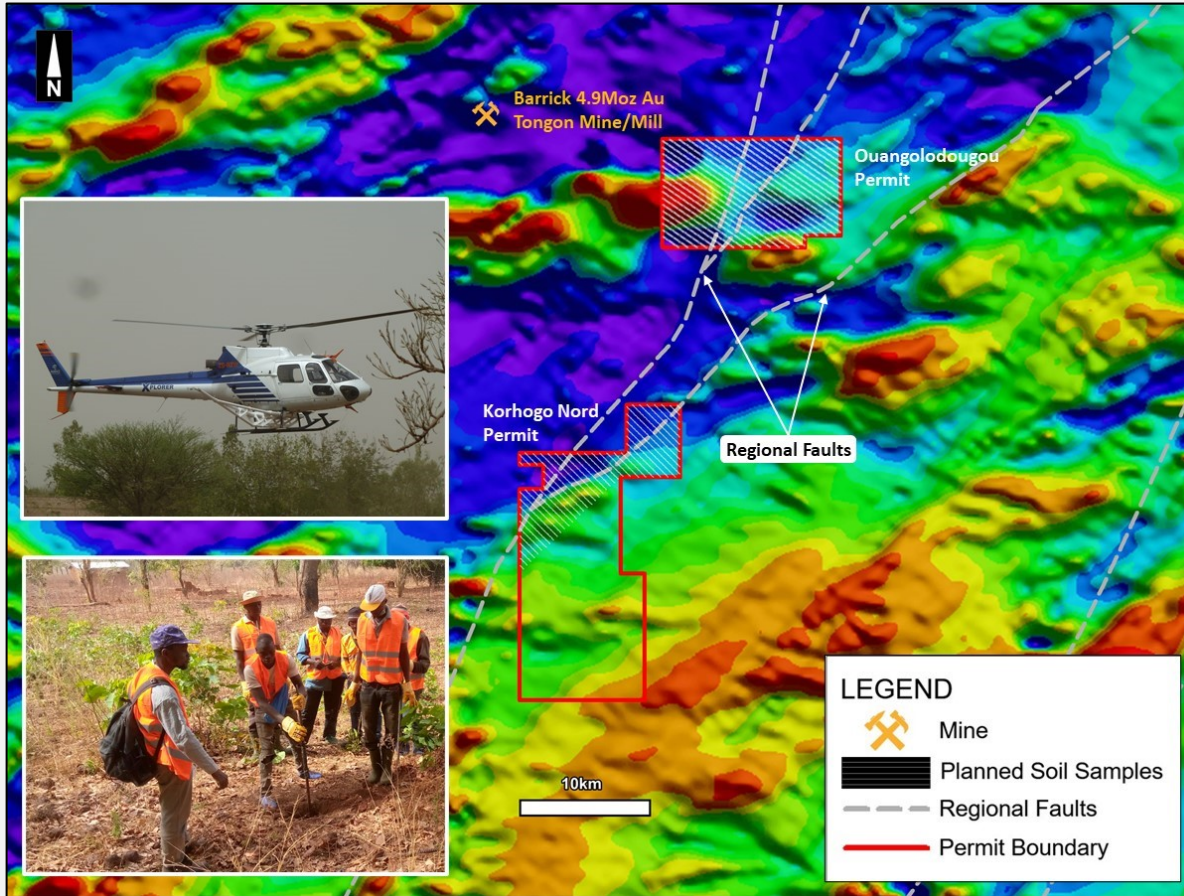 N
Barrick 4.9Moz Au
Tongon Mine/Mill
Ouangolodougou
Permit
XPLORER
Korhogo Nord
Permit
Regional Faults
10km
LEGEND
Mine
Planned Soil Samples
Regional Faults
Permit Boundary